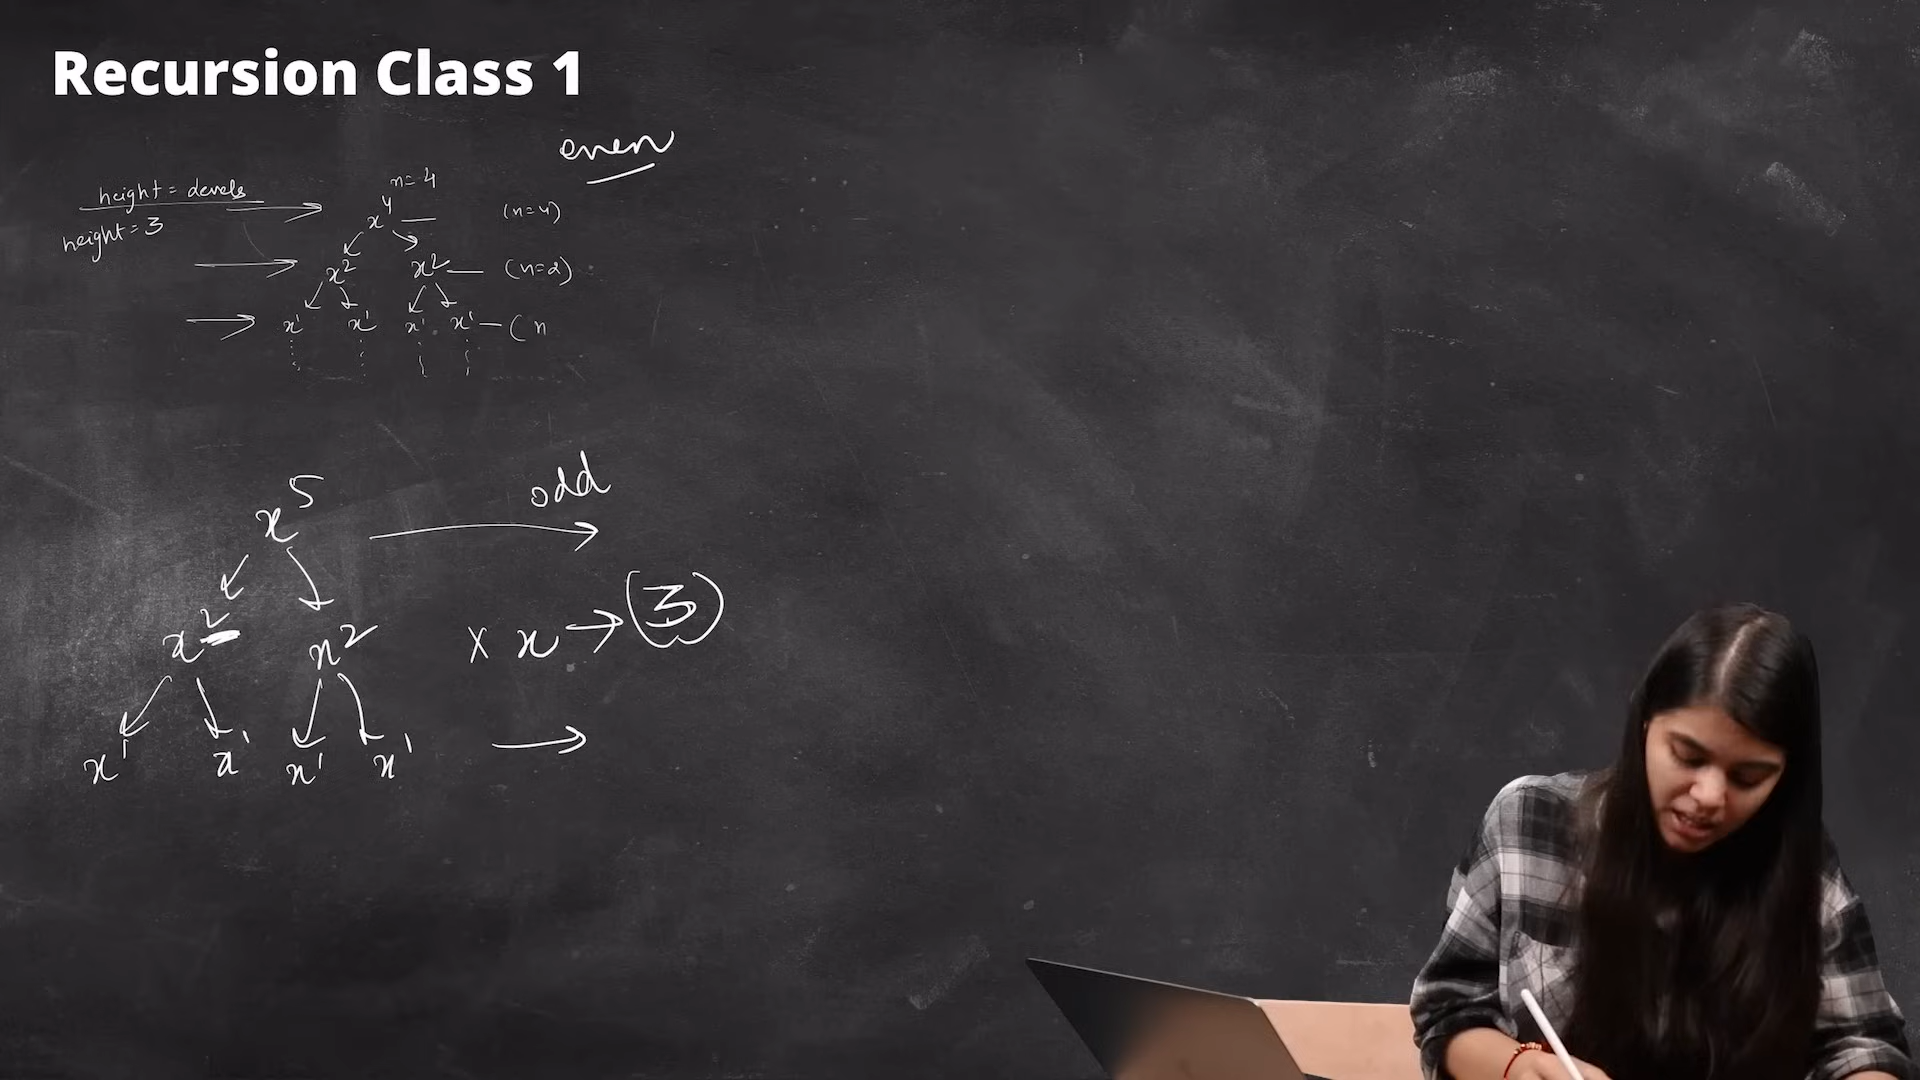 Recursion Class 1
even
n=4
height = levels
x⁴ (n=4)
height = 3
x² x² (n=2)
x¹ x¹ x¹ x¹ — (n
odd
x⁵
x² x² × x → (3)
x¹ x¹ x¹ x¹